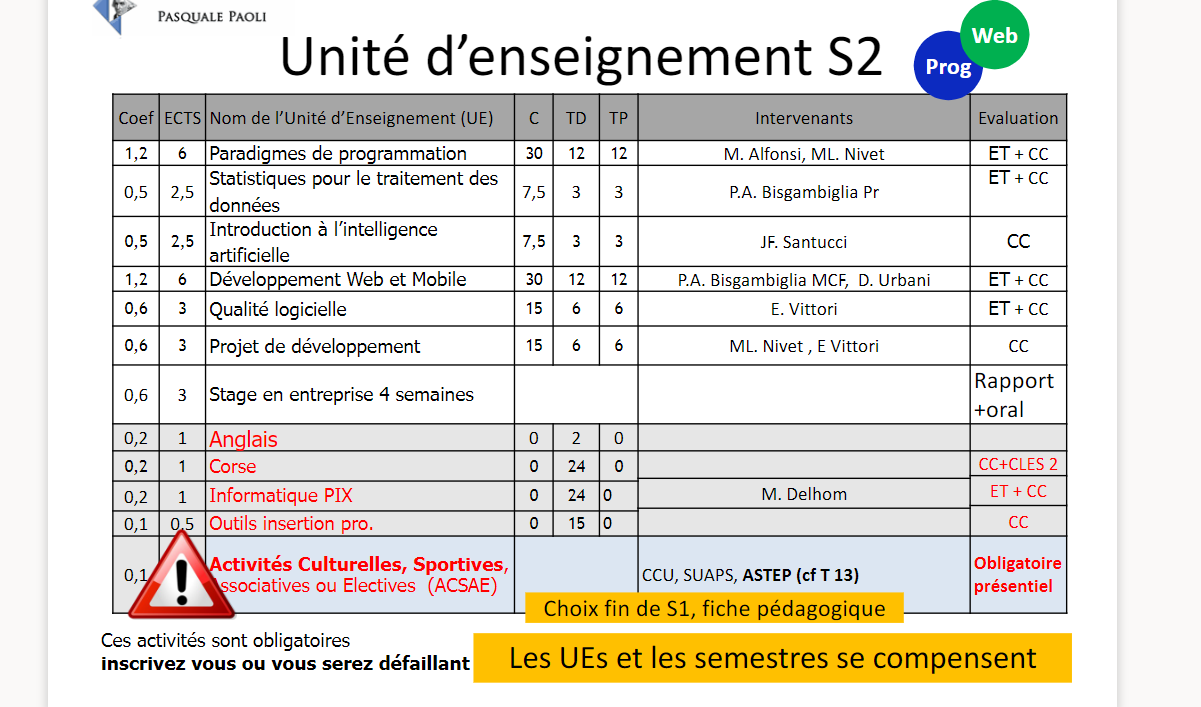 PASQUALE PAOLI
Unité d’enseignement S2
Web
Prog
Coef ECTS Nom de l’Unité d’Enseignement (UE) C TD TP Intervenants Evaluation
1,2 6 Paradigmes de programmation 30 12 12 M. Alfonsi, ML. Nivet ET + CC
0,5 2,5 Statistiques pour le traitement des
données 7,5 3 3 P.A. Bisgambiglia Pr ET + CC
0,5 2,5 Introduction à l’intelligence
artificielle 7,5 3 3 JF. Santucci CC
1,2 6 Développement Web et Mobile 30 12 12 P.A. Bisgambiglia MCF, D. Urbani ET + CC
0,6 3 Qualité logicielle 15 6 6 E. Vittori ET + CC
0,6 3 Projet de développement 15 6 6 ML. Nivet , E Vittori CC
0,6 3 Stage en entreprise 4 semaines Rapport
+oral
0,2 1 Anglais 0 2 0
0,2 1 Corse 0 24 0 CC+CLES 2
0,2 1 Informatique PIX 0 24 0 M. Delhom ET + CC
0,1 0,5 Outils insertion pro. 0 15 0 CC
0,1 Activités Culturelles, Sportives, Obligatoire
ssociatives ou Electives (ACSAE) CCU, SUAPS, ASTEP (cf T 13) présentiel
Choix fin de S1, fiche pédagogique
Ces activités sont obligatoires
inscrivez vous ou vous serez défaillant
Les UEs et les semestres se compensent